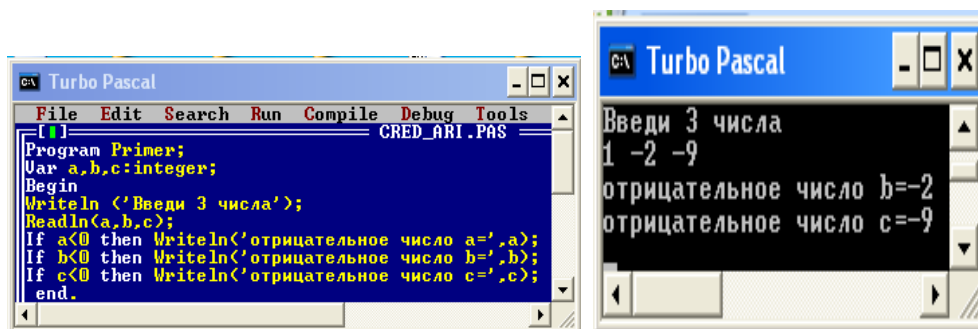 Turbo Pascal
File Edit Search Run Compile Debug Tools
[ ] CRED_ARI.PAS
Program Primer;
Var a,b,c:integer;
Begin
Writeln ('Введи 3 числа');
Readln(a,b,c);
If a<0 then Writeln('отрицательное число a=',a);
If b<0 then Writeln('отрицательное число b=',b);
If c<0 then Writeln('отрицательное число c=',c);
end.
Turbo Pascal
Введи 3 числа
1 -2 -9
отрицательное число b=-2
отрицательное число c=-9